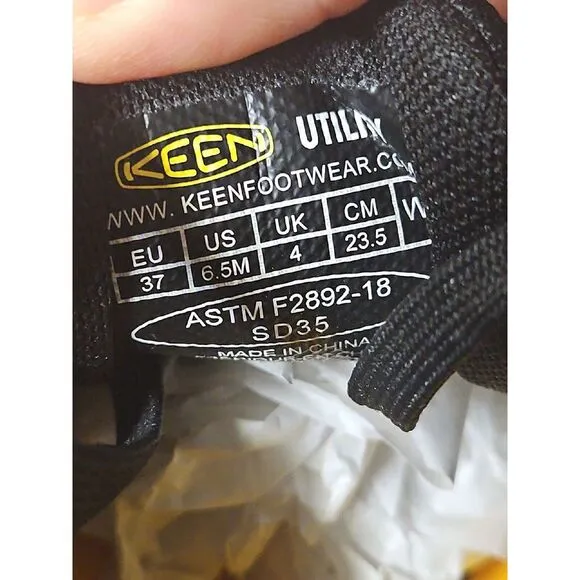 KEEN UTILITY
WWW. KEENFOOTWEAR.CO
EU US UK CM W
37 6.5M 4 23.5
ASTM F2892-18
SD35
MADE IN CHINA